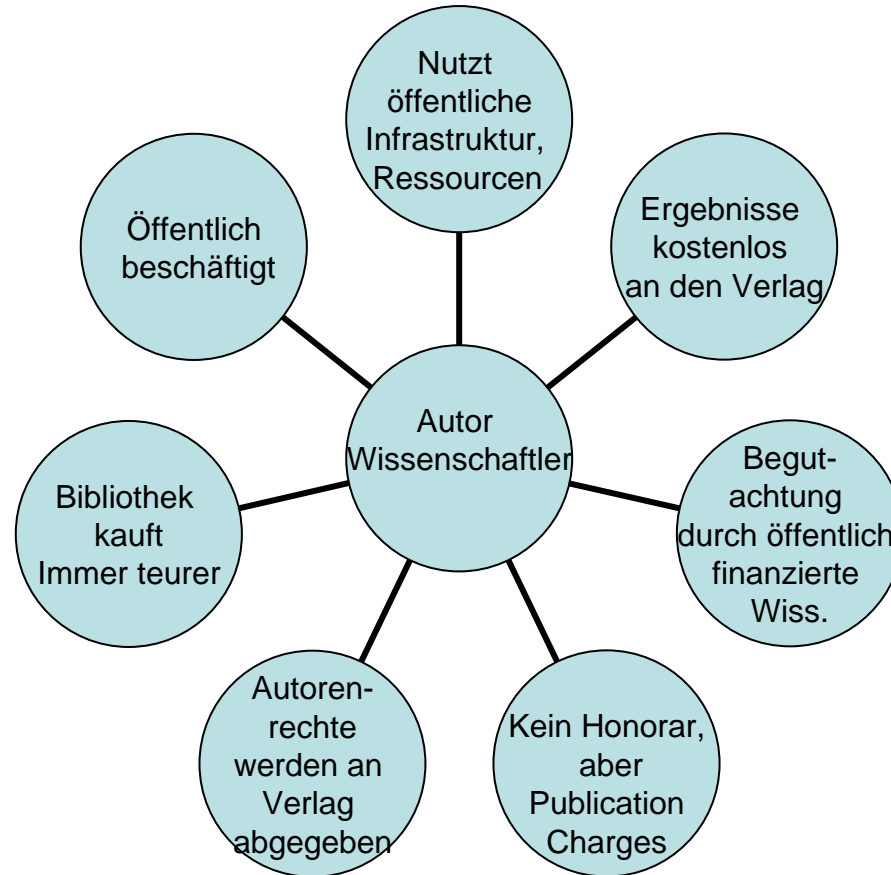 Nutzt
öffentliche
Infrastruktur,
Ressourcen
Ergebnisse
kostenlos
an den Verlag
Begut-
achtung
durch öffentlich
finanzierte
Wiss.
Kein Honorar,
aber
Publication
Charges
Autoren-
rechte
werden an
Verlag
abgegeben
Bibliothek
kauft
Immer teurer
Öffentlich
beschäftigt
Autor
Wissenschaftler